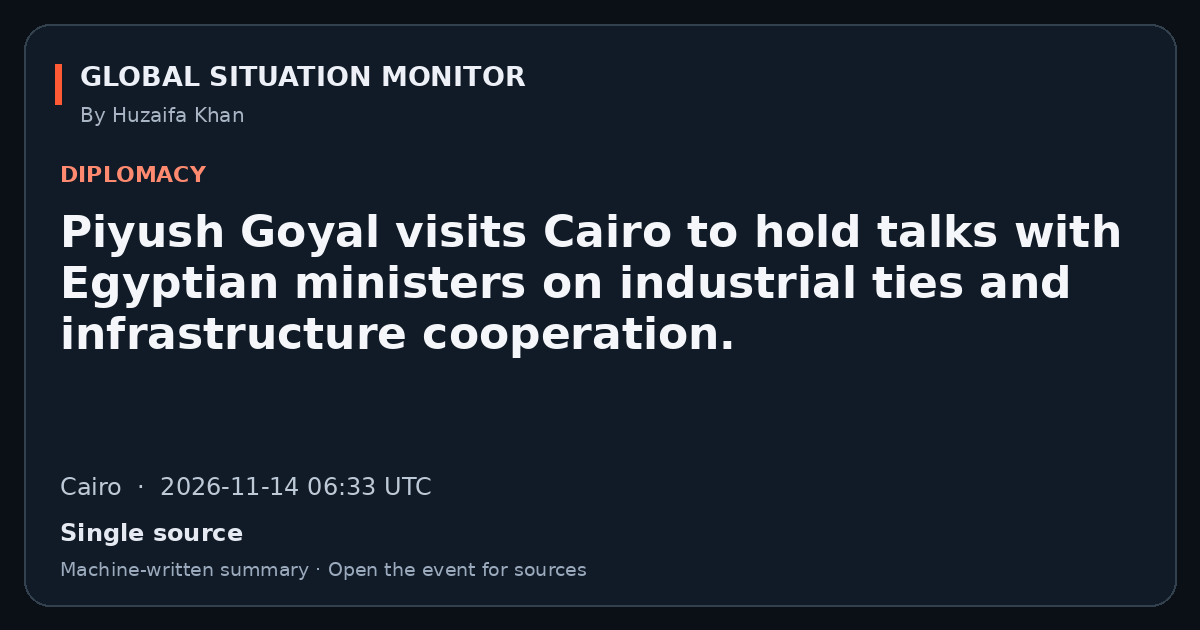 GLOBAL SITUATION MONITOR
By Huzaifa Khan
DIPLOMACY
Piyush Goyal visits Cairo to hold talks with
Egyptian ministers on industrial ties and
infrastructure cooperation.
Cairo · 2026-11-14 06:33 UTC
Single source
Machine-written summary · Open the event for sources